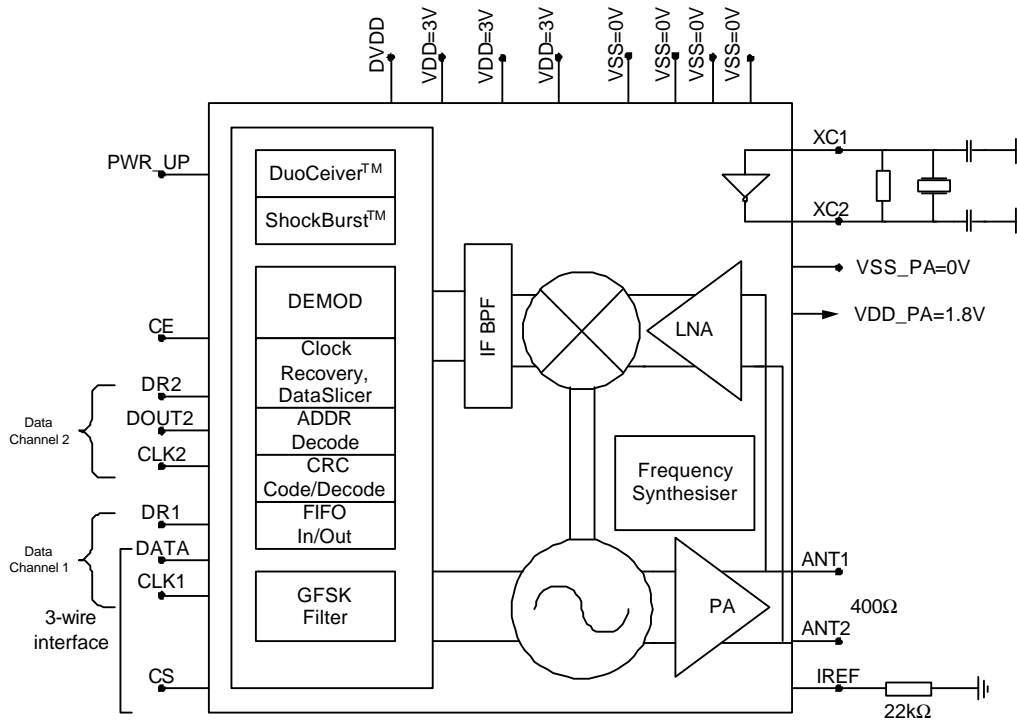 DVDD
VDD=3V
VDD=3V
VDD=3V
VSS=0V
VSS=0V
VSS=0V
VSS=0V
PWR_UP
DuoCeiver™
ShockBurst™
XC1
XC2
VSS_PA=0V
VDD_PA=1.8V
DEMOD
IF BPF
LNA
CE
Clock
Recovery,
DataSlicer
DR2
Data
Channel 2
DOUT2
ADDR
Decode
CLK2
CRC
Code/Decode
Frequency
Synthesiser
DR1
FIFO
In/Out
Data
Channel 1
DATA
CLK1
3-wire
interface
GFSK
Filter
PA
ANT1
400Ω
ANT2
CS
IREF
22kΩ